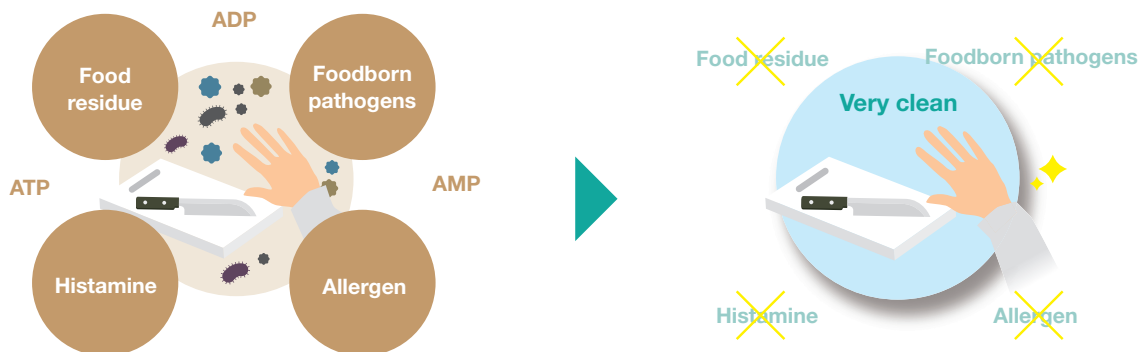 ADP
Food
residue
Foodborn
pathogens
ATP
AMP
Histamine
Allergen
Food residue
Foodborn pathogens
Very clean
Histamine
Allergen